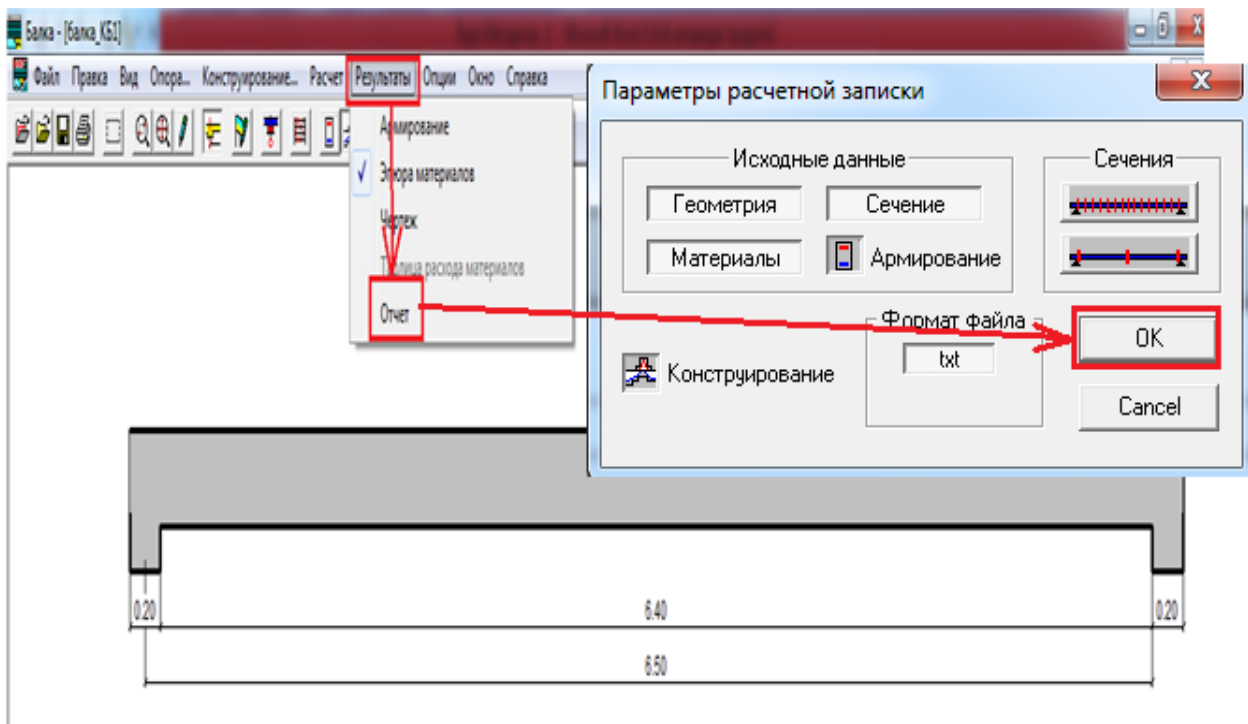 Балка - [балка_КБ1]
Файл Правка Вид Опора... Конструирование... Расчет Результаты Опции Окно Справка
Армирование
Эпюра материалов
Чертеж
Таблица расхода материалов
Отчет
Параметры расчетной записки
Исходные данные
Сечения
Геометрия Сечение
Материалы Армирование
Формат файла
OK
txt
Конструирование
Cancel
0.20 6.40 0.20
6.50